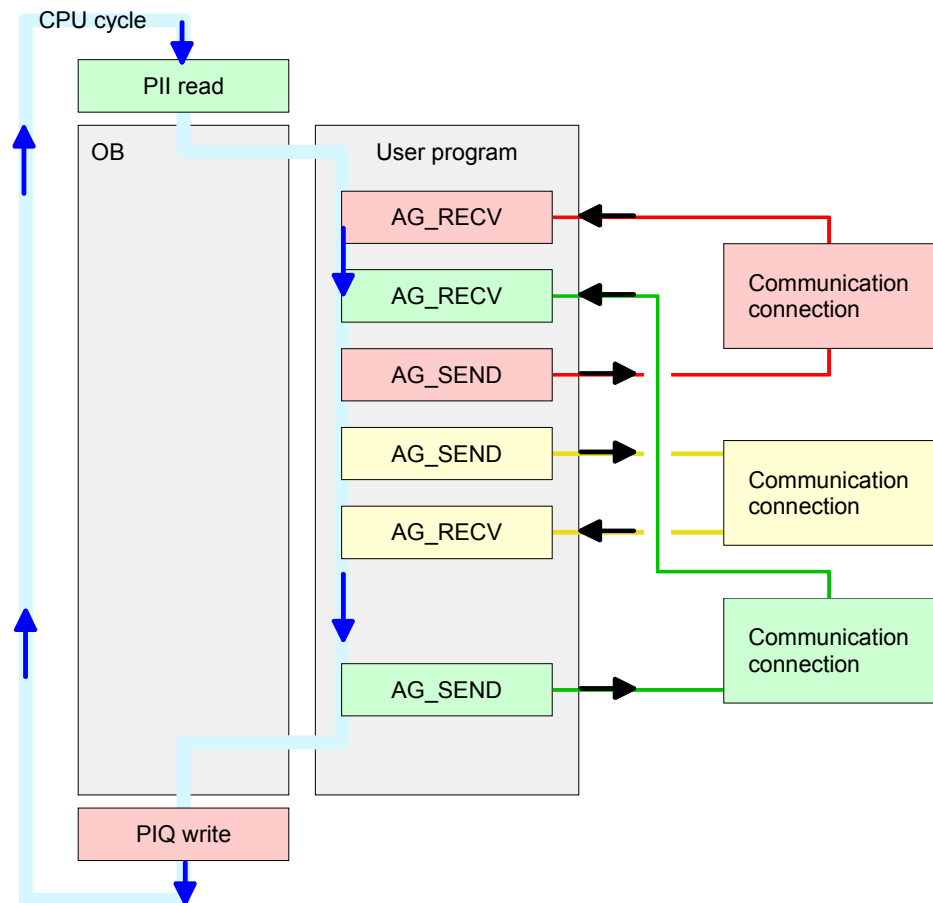 CPU cycle
PII read
OB
User program
AG_RECV
AG_RECV
AG_SEND
AG_SEND
AG_RECV
AG_SEND
Communication
connection
Communication
connection
Communication
connection
PIQ write